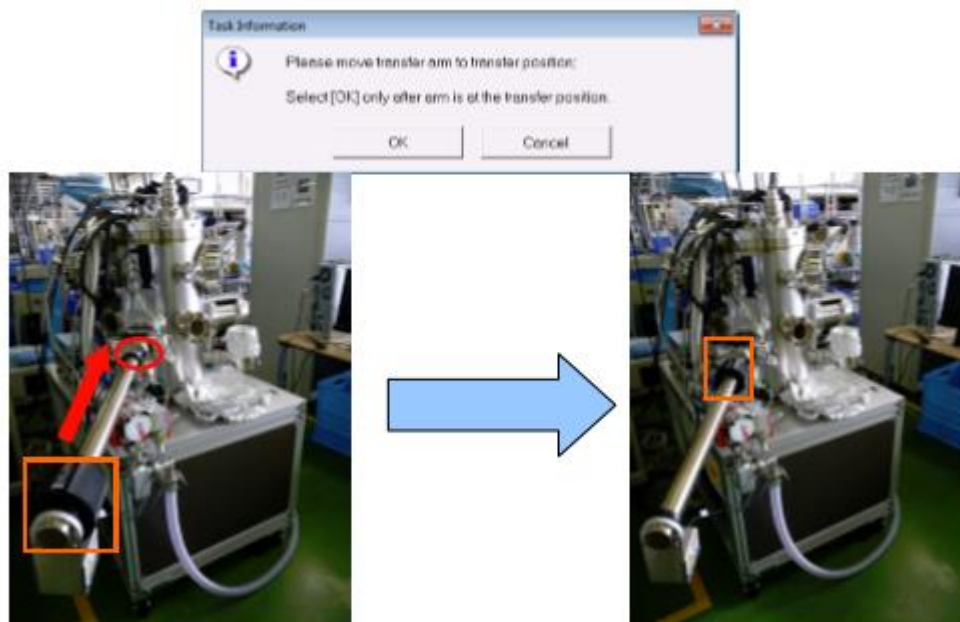 Task Information
Please move transfer arm to transfer position;
Select [OK] only after arm is at the transfer position.
OK
Cancel